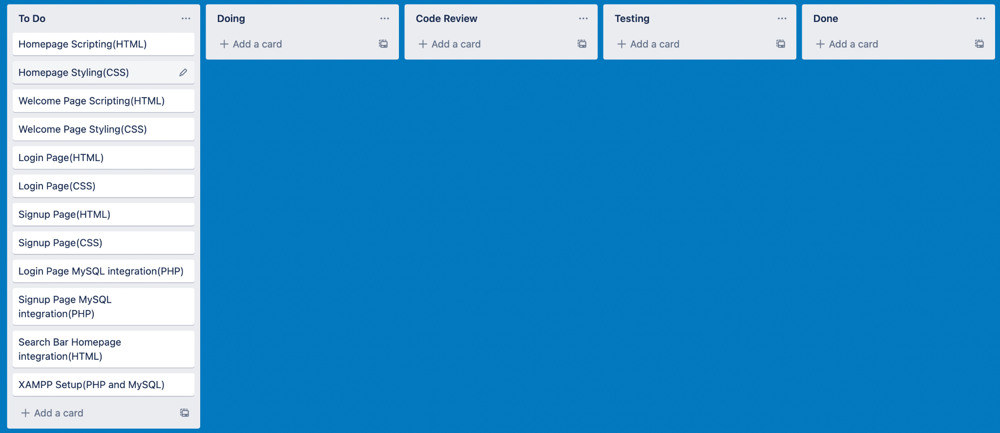 To Do
Homepage Scripting(HTML)
Homepage Styling(CSS)
Welcome Page Scripting(HTML)
Welcome Page Styling(CSS)
Login Page(HTML)
Login Page(CSS)
Signup Page(HTML)
Signup Page(CSS)
Login Page MySQL integration(PHP)
Signup Page MySQL
integration(PHP)
Search Bar Homepage
integration(HTML)
XAMPP Setup(PHP and MySQL)
+ Add a card
Doing
+ Add a card
Code Review
+ Add a card
Testing
+ Add a card
Done
+ Add a card